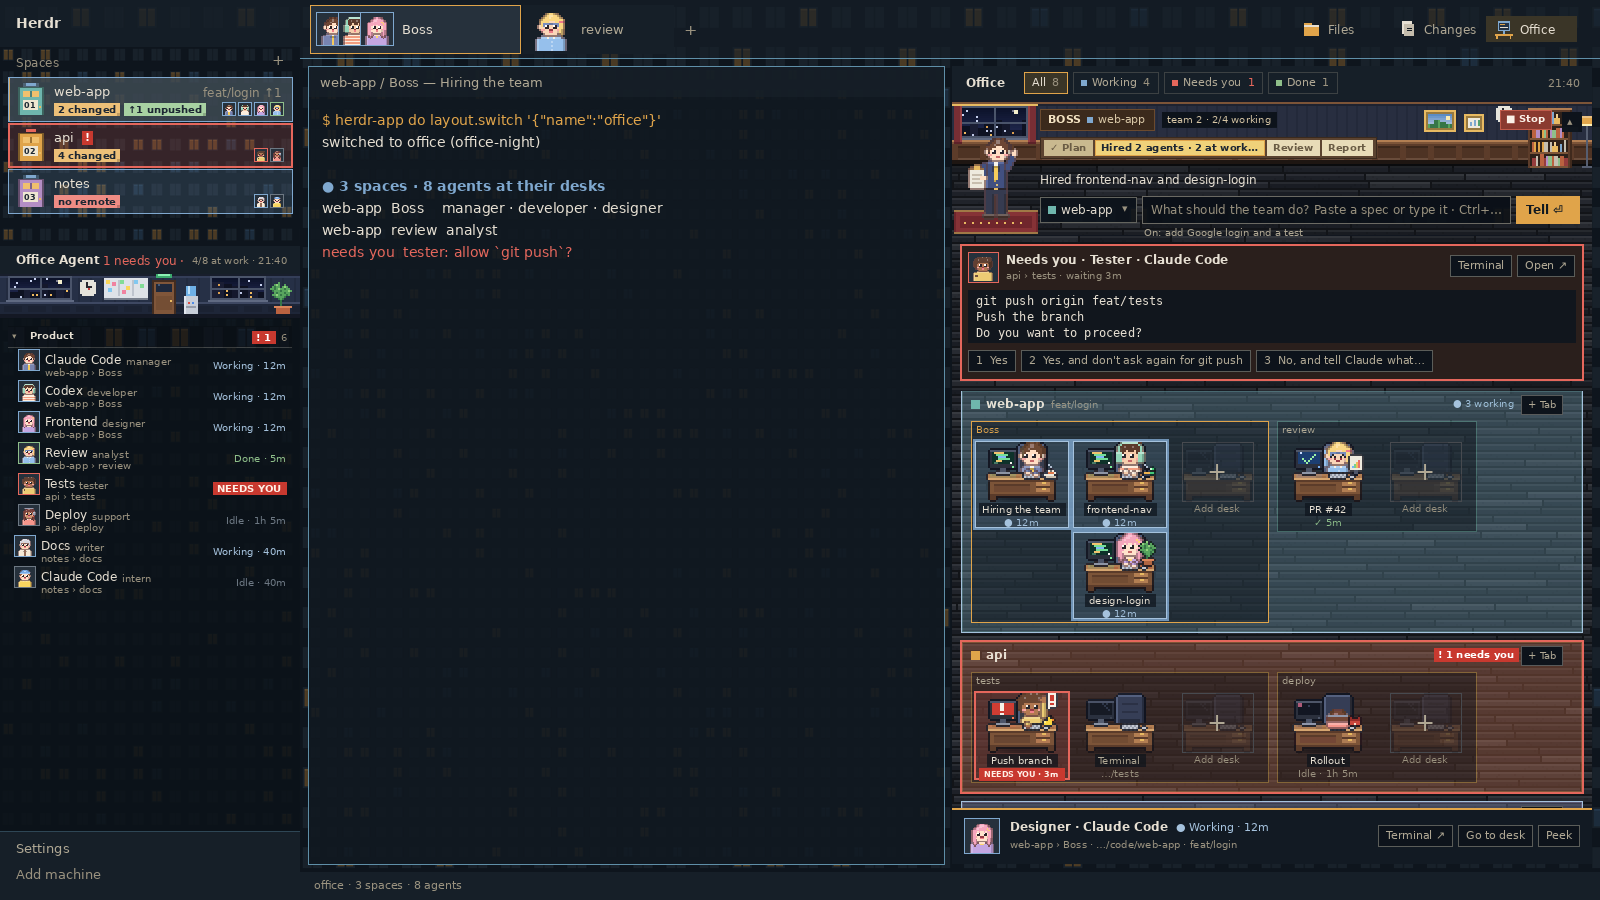 Herdr
Spaces
+
01
web-app
feat/login ↑1
2 changed
↑1 unpushed
02
api !
4 changed
03
notes
no remote
Office Agent 1 needs you · 4/8 at work · 21:40
Product
! 1
6
Claude Code manager
web-app › Boss
Working · 12m
Codex developer
web-app › Boss
Working · 12m
Frontend designer
web-app › Boss
Working · 12m
Review analyst
web-app › review
Done · 5m
Tests tester
api › tests
NEEDS YOU
Deploy support
api › deploy
Idle · 1h 5m
Docs writer
notes › docs
Working · 40m
Claude Code intern
notes › docs
Idle · 40m
Settings
Add machine
Boss
review
+
Files
Changes
Office
web-app / Boss — Hiring the team
$ herdr-app do layout.switch '{"name":"office"}'
switched to office (office-night)
● 3 spaces · 8 agents at their desks
web-app Boss manager · developer · designer
web-app review analyst
needs you tester: allow `git push`?
office · 3 spaces · 8 agents
Office
All 8
Working 4
Needs you 1
Done 1
21:40
BOSS web-app
team 2 · 2/4 working
Stop
✓ Plan
Hired 2 agents · 2 at work…
Review
Report
Hired frontend-nav and design-login
web-app
What should the team do? Paste a spec or type it · Ctrl+…
Tell ⏎
On: add Google login and a test
Needs you · Tester · Claude Code
api › tests · waiting 3m
Terminal
Open ↗
git push origin feat/tests
Push the branch
Do you want to proceed?
1 Yes
2 Yes, and don't ask again for git push
3 No, and tell Claude what…
web-app feat/login
● 3 working
+ Tab
Boss
review
Hiring the team
● 12m
frontend-nav
● 12m
Add desk
PR #42
✓ 5m
Add desk
design-login
● 12m
api
! 1 needs you
+ Tab
tests
deploy
Push branch
NEEDS YOU · 3m
Terminal
…/tests
Add desk
Rollout
Idle · 1h 5m
Add desk
Designer · Claude Code ● Working · 12m
web-app › Boss · …/code/web-app · feat/login
Terminal ↗
Go to desk
Peek